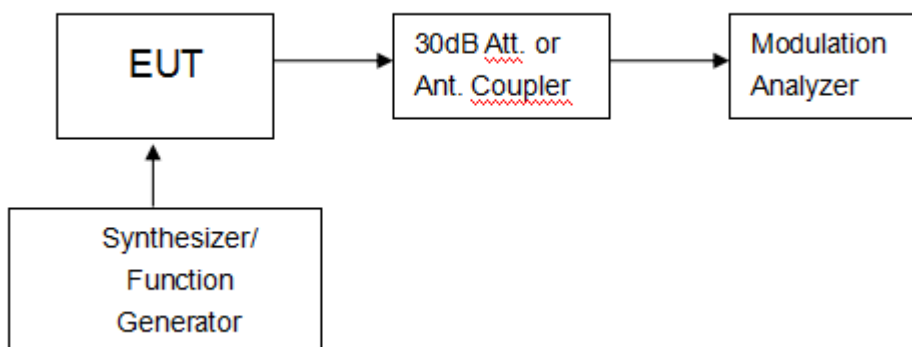 EUT
30dB Att. or
Ant. Coupler
Modulation
Analyzer
Synthesizer/
Function
Generator